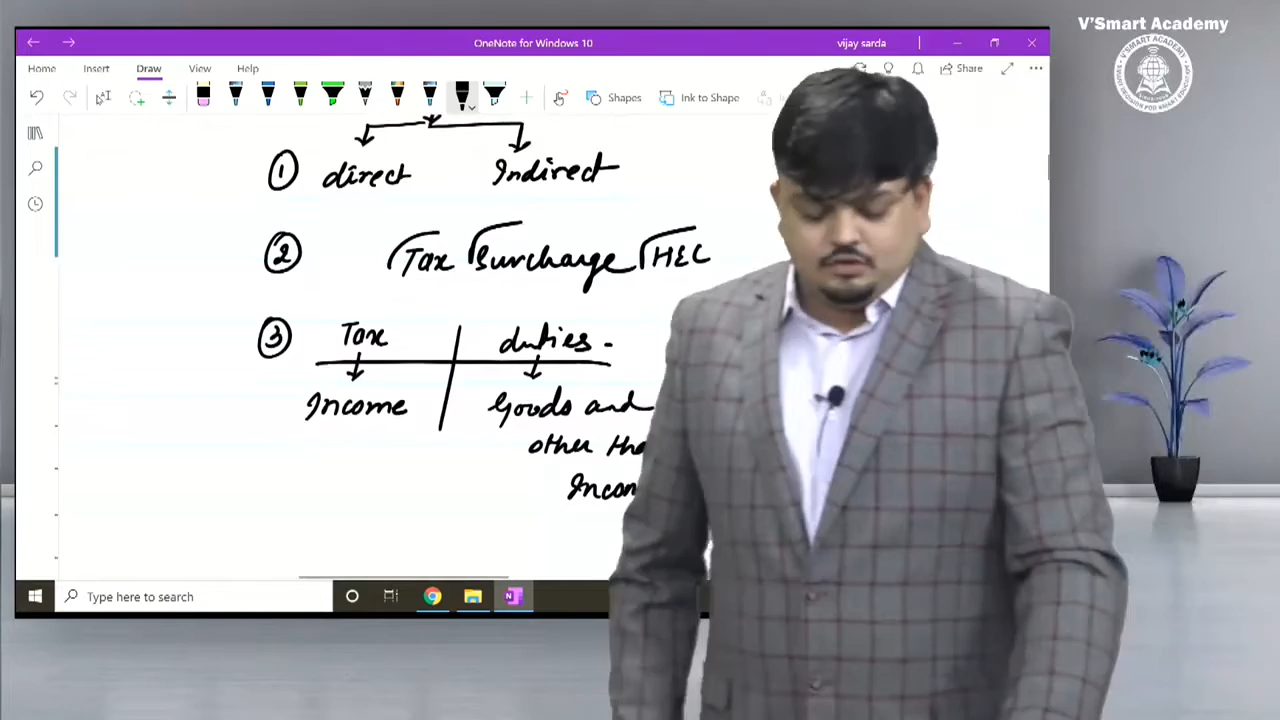 V'Smart Academy
OneNote for Windows 10
vijay sarda
Home Insert Draw View Help
Share
Shapes Ink to Shape
① direct Indirect
② Tax Surcharge HEC
③ Tax duties.
Income Goods and
other
Type here to search